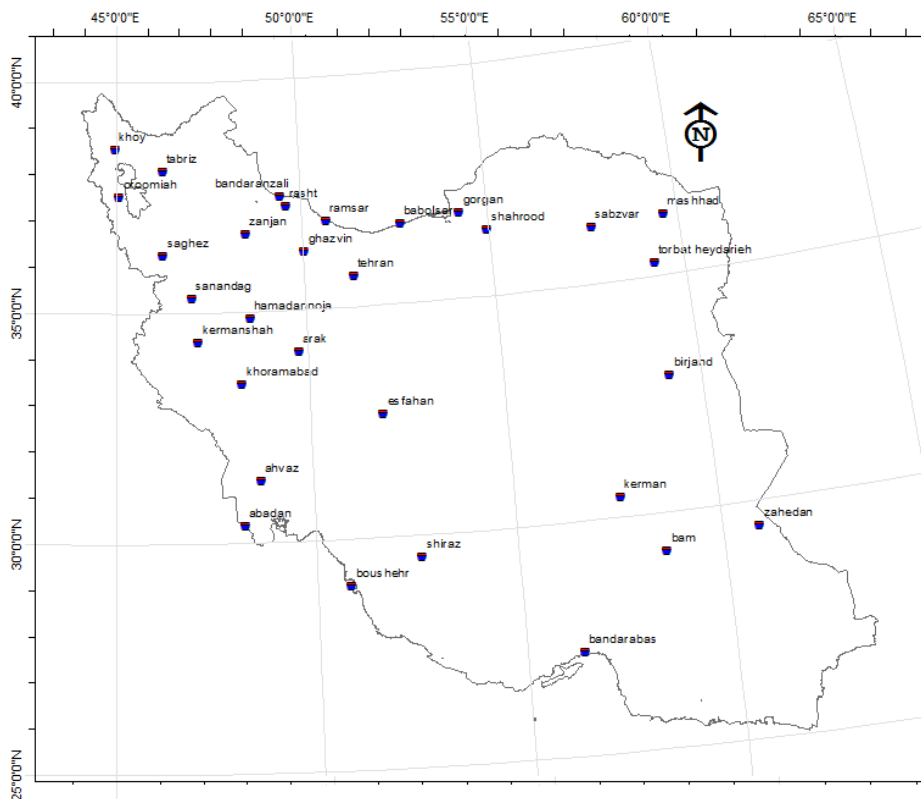 45°0'0"E
50°0'0"E
55°0'0"E
60°0'0"E
65°0'0"E
40°0'0"N
35°0'0"N
30°0'0"N
25°0'0"N
N
khoy
tabriz
oroomiah
bandaranzali
rasht
ramsar
babolsar
gorgan
shahrood
sabzvar
mashhad
zanjan
ghazvin
saghez
tehran
torbat heydarieh
sanandag
hamadannoja
kermanshah
arak
khoramabad
birjand
esfahan
ahvaz
kerman
abadan
zahedan
shiraz
bam
boushehr
bandarabas